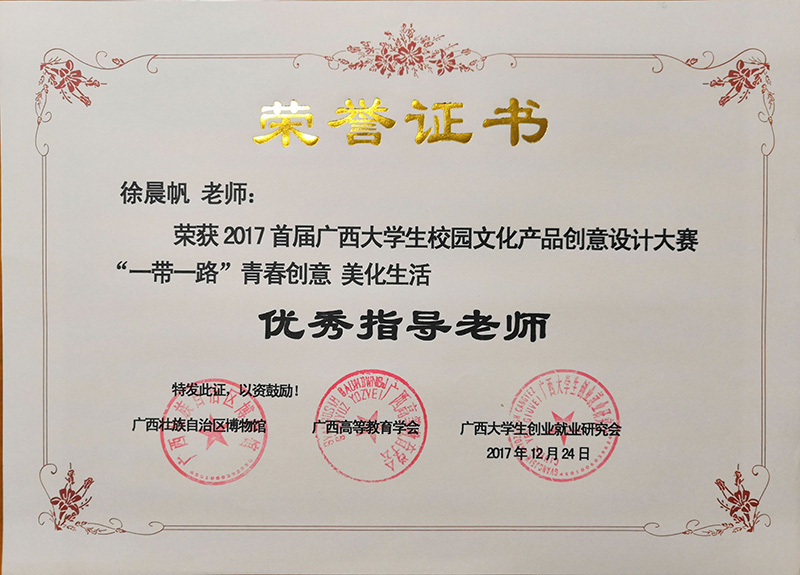 荣誉证书
徐晨帆 老师：
荣获 2017 首届广西大学生校园文化产品创意设计大赛
“一带一路”青春创意 美化生活
优秀指导老师
特发此证，以资鼓励！
广西壮族自治区博物馆
广西高等教育学会
广西大学生创业就业研究会
2017 年 12 月 24 日